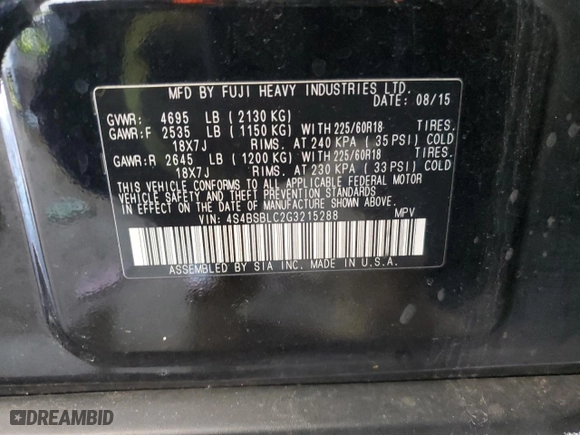 MFD BY FUJI HEAVY INDUSTRIES LTD.
DATE: 08/15
GVWR: 4695 LB (2130 KG)
GAWR:F 2535 LB (1150 KG) WITH 225/60R18 TIRES.
18X7J RIMS. AT 240 KPA (35 PSI) COLD
GAWR:R 2645 LB (1200 KG) WITH 225/60R18 TIRES.
18X7J RIMS. AT 230 KPA (33 PSI) COLD
THIS VEHICLE CONFORMS TO ALL APPLICABLE FEDERAL MOTOR
VEHICLE SAFETY AND THEFT PREVENTION STANDARDS
IN EFFECT ON THE DATE OF MANUFACTURE SHOWN ABOVE.
VIN: 4S4BSBLC2G3215288 MPV
ASSEMBLED BY SIA INC. MADE IN U.S.A.
DREAMBID